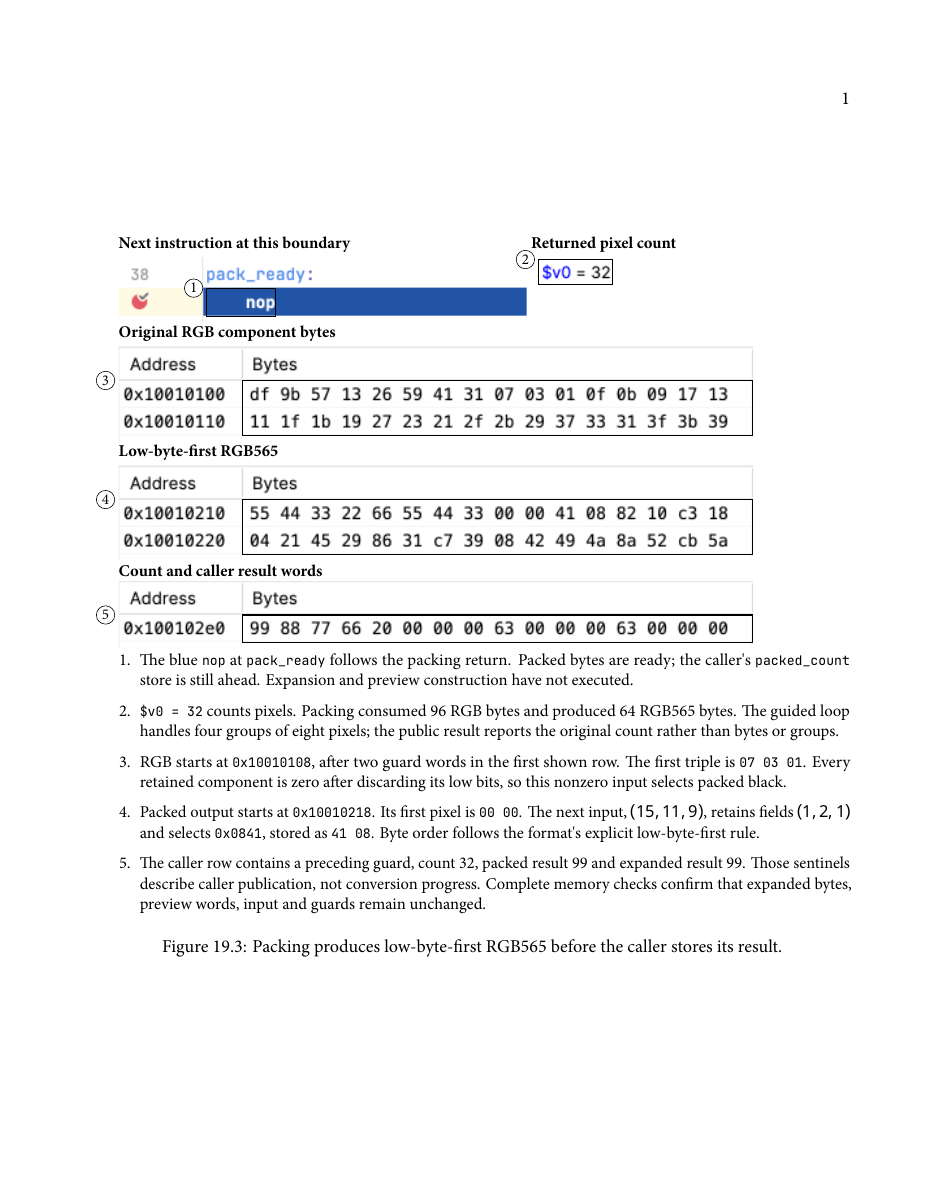 1
Next instruction at this boundary
Returned pixel count
2
$v0 = 32
38 pack_ready:
1
nop
Original RGB component bytes
Address Bytes
3
0x10010100 df 9b 57 13 26 59 41 31 07 03 01 0f 0b 09 17 13
0x10010110 11 1f 1b 19 27 23 21 2f 2b 29 37 33 31 3f 3b 39
Low-byte-first RGB565
Address Bytes
4
0x10010210 55 44 33 22 66 55 44 33 00 00 41 08 82 10 c3 18
0x10010220 04 21 45 29 86 31 c7 39 08 42 49 4a 8a 52 cb 5a
Count and caller result words
Address Bytes
5
0x100102e0 99 88 77 66 20 00 00 00 63 00 00 00 63 00 00 00
1. The blue nop at pack_ready follows the packing return. Packed bytes are ready; the caller's packed_count
store is still ahead. Expansion and preview construction have not executed.
2. $v0 = 32 counts pixels. Packing consumed 96 RGB bytes and produced 64 RGB565 bytes. The guided loop
handles four groups of eight pixels; the public result reports the original count rather than bytes or groups.
3. RGB starts at 0x10010108, after two guard words in the first shown row. The first triple is 07 03 01. Every
retained component is zero after discarding its low bits, so this nonzero input selects packed black.
4. Packed output starts at 0x10010218. Its first pixel is 00 00. The next input, (15, 11, 9), retains fields (1, 2, 1)
and selects 0x0841, stored as 41 08. Byte order follows the format's explicit low-byte-first rule.
5. The caller row contains a preceding guard, count 32, packed result 99 and expanded result 99. Those sentinels
describe caller publication, not conversion progress. Complete memory checks confirm that expanded bytes,
preview words, input and guards remain unchanged.
Figure 19.3: Packing produces low-byte-first RGB565 before the caller stores its result.